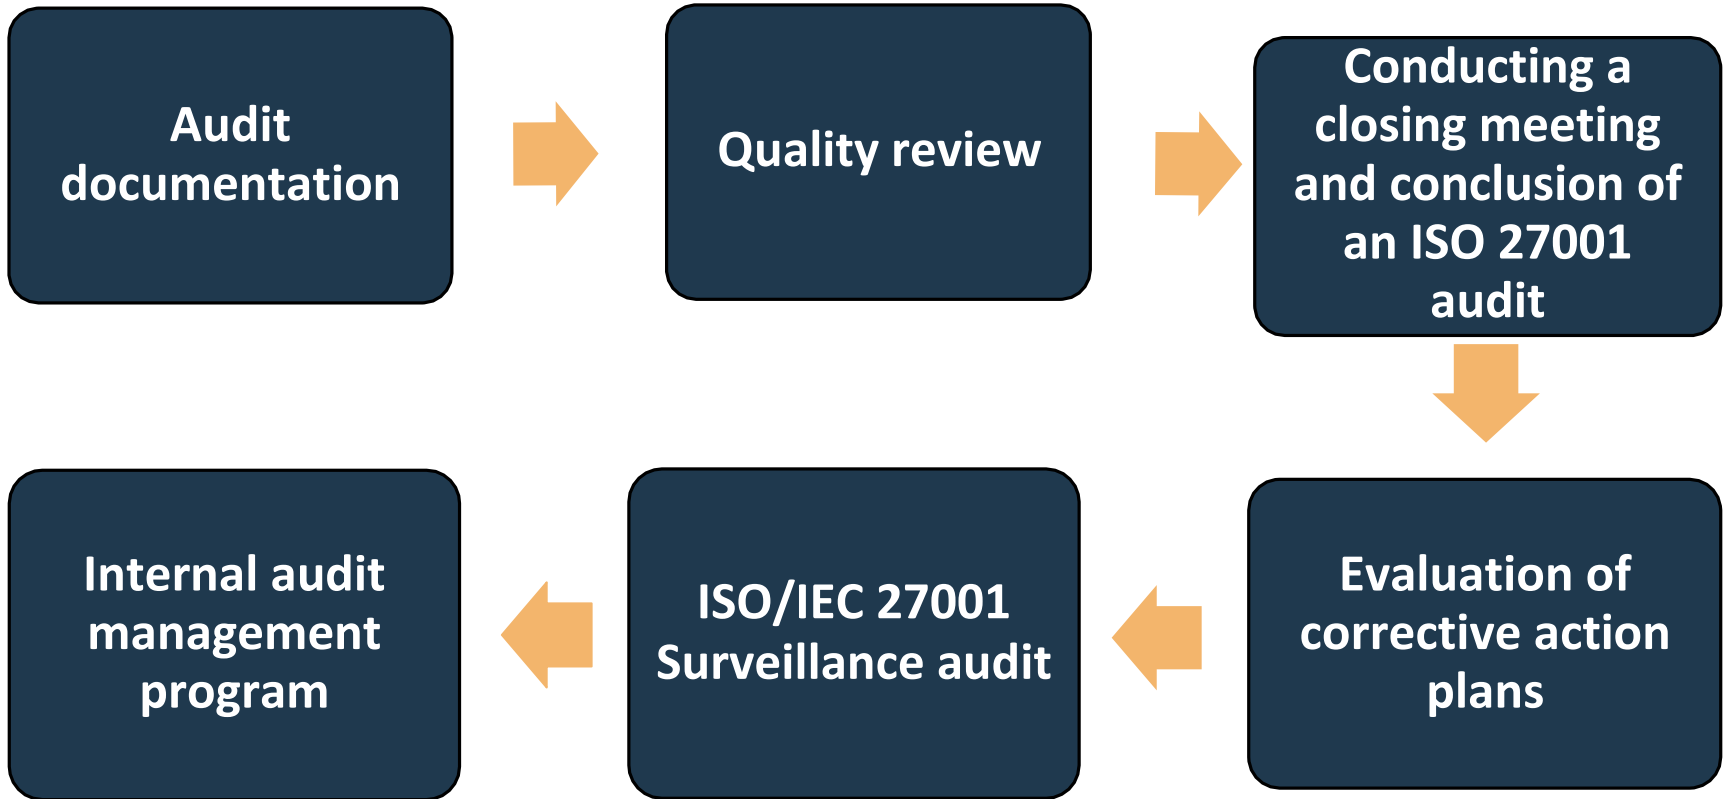 Audit
documentation
Quality review
Conducting a
closing meeting
and conclusion of
an ISO 27001
audit
Evaluation of
corrective action
plans
ISO/IEC 27001
Surveillance audit
Internal audit
management
program